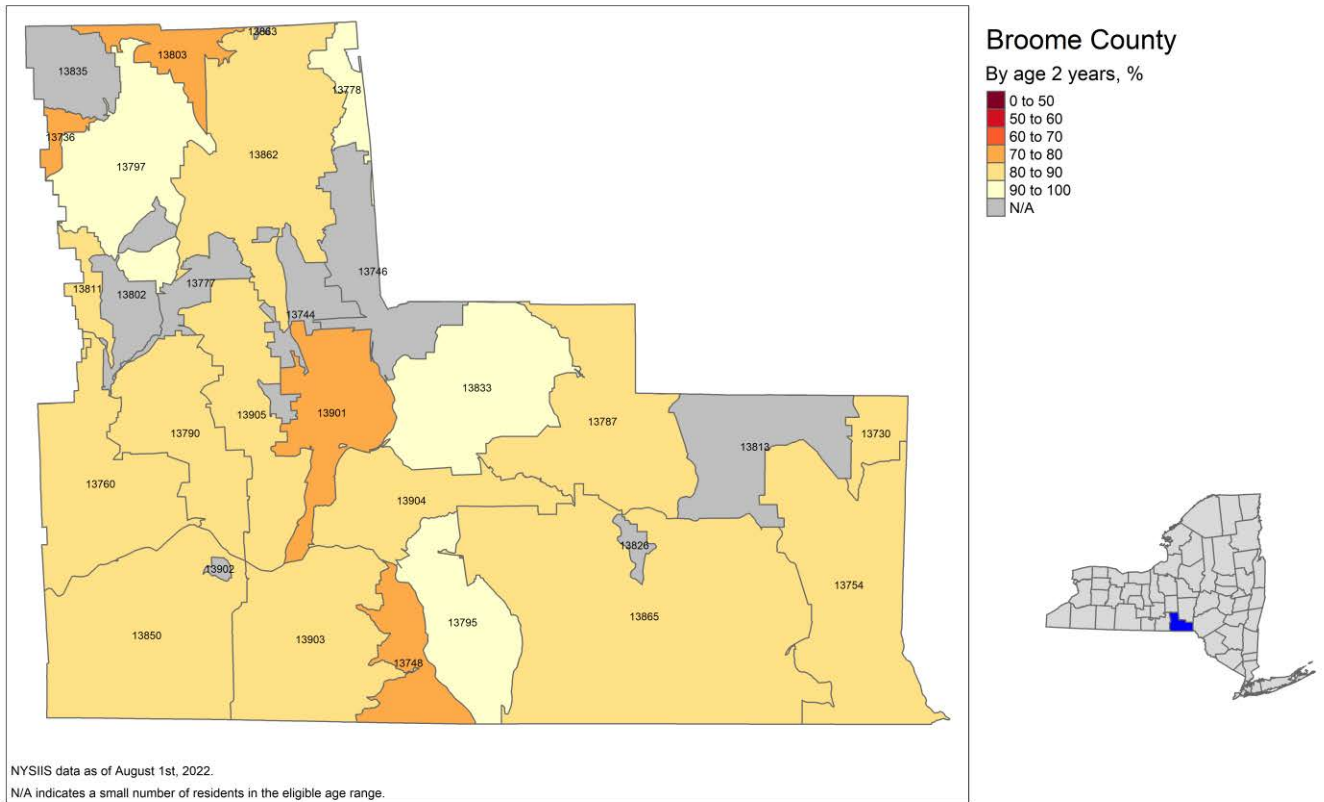 Broome County
By age 2 years, %
0 to 50
50 to 60
60 to 70
70 to 80
80 to 90
90 to 100
N/A
13835
13803
13863
13778
13736
13797
13862
13811
13802
13777
13746
13744
13833
13760
13790
13905
13901
13787
13813
13730
13904
13902
13826
13754
13850
13903
13748
13795
13865
NYSIIS data as of August 1st, 2022.
N/A indicates a small number of residents in the eligible age range.